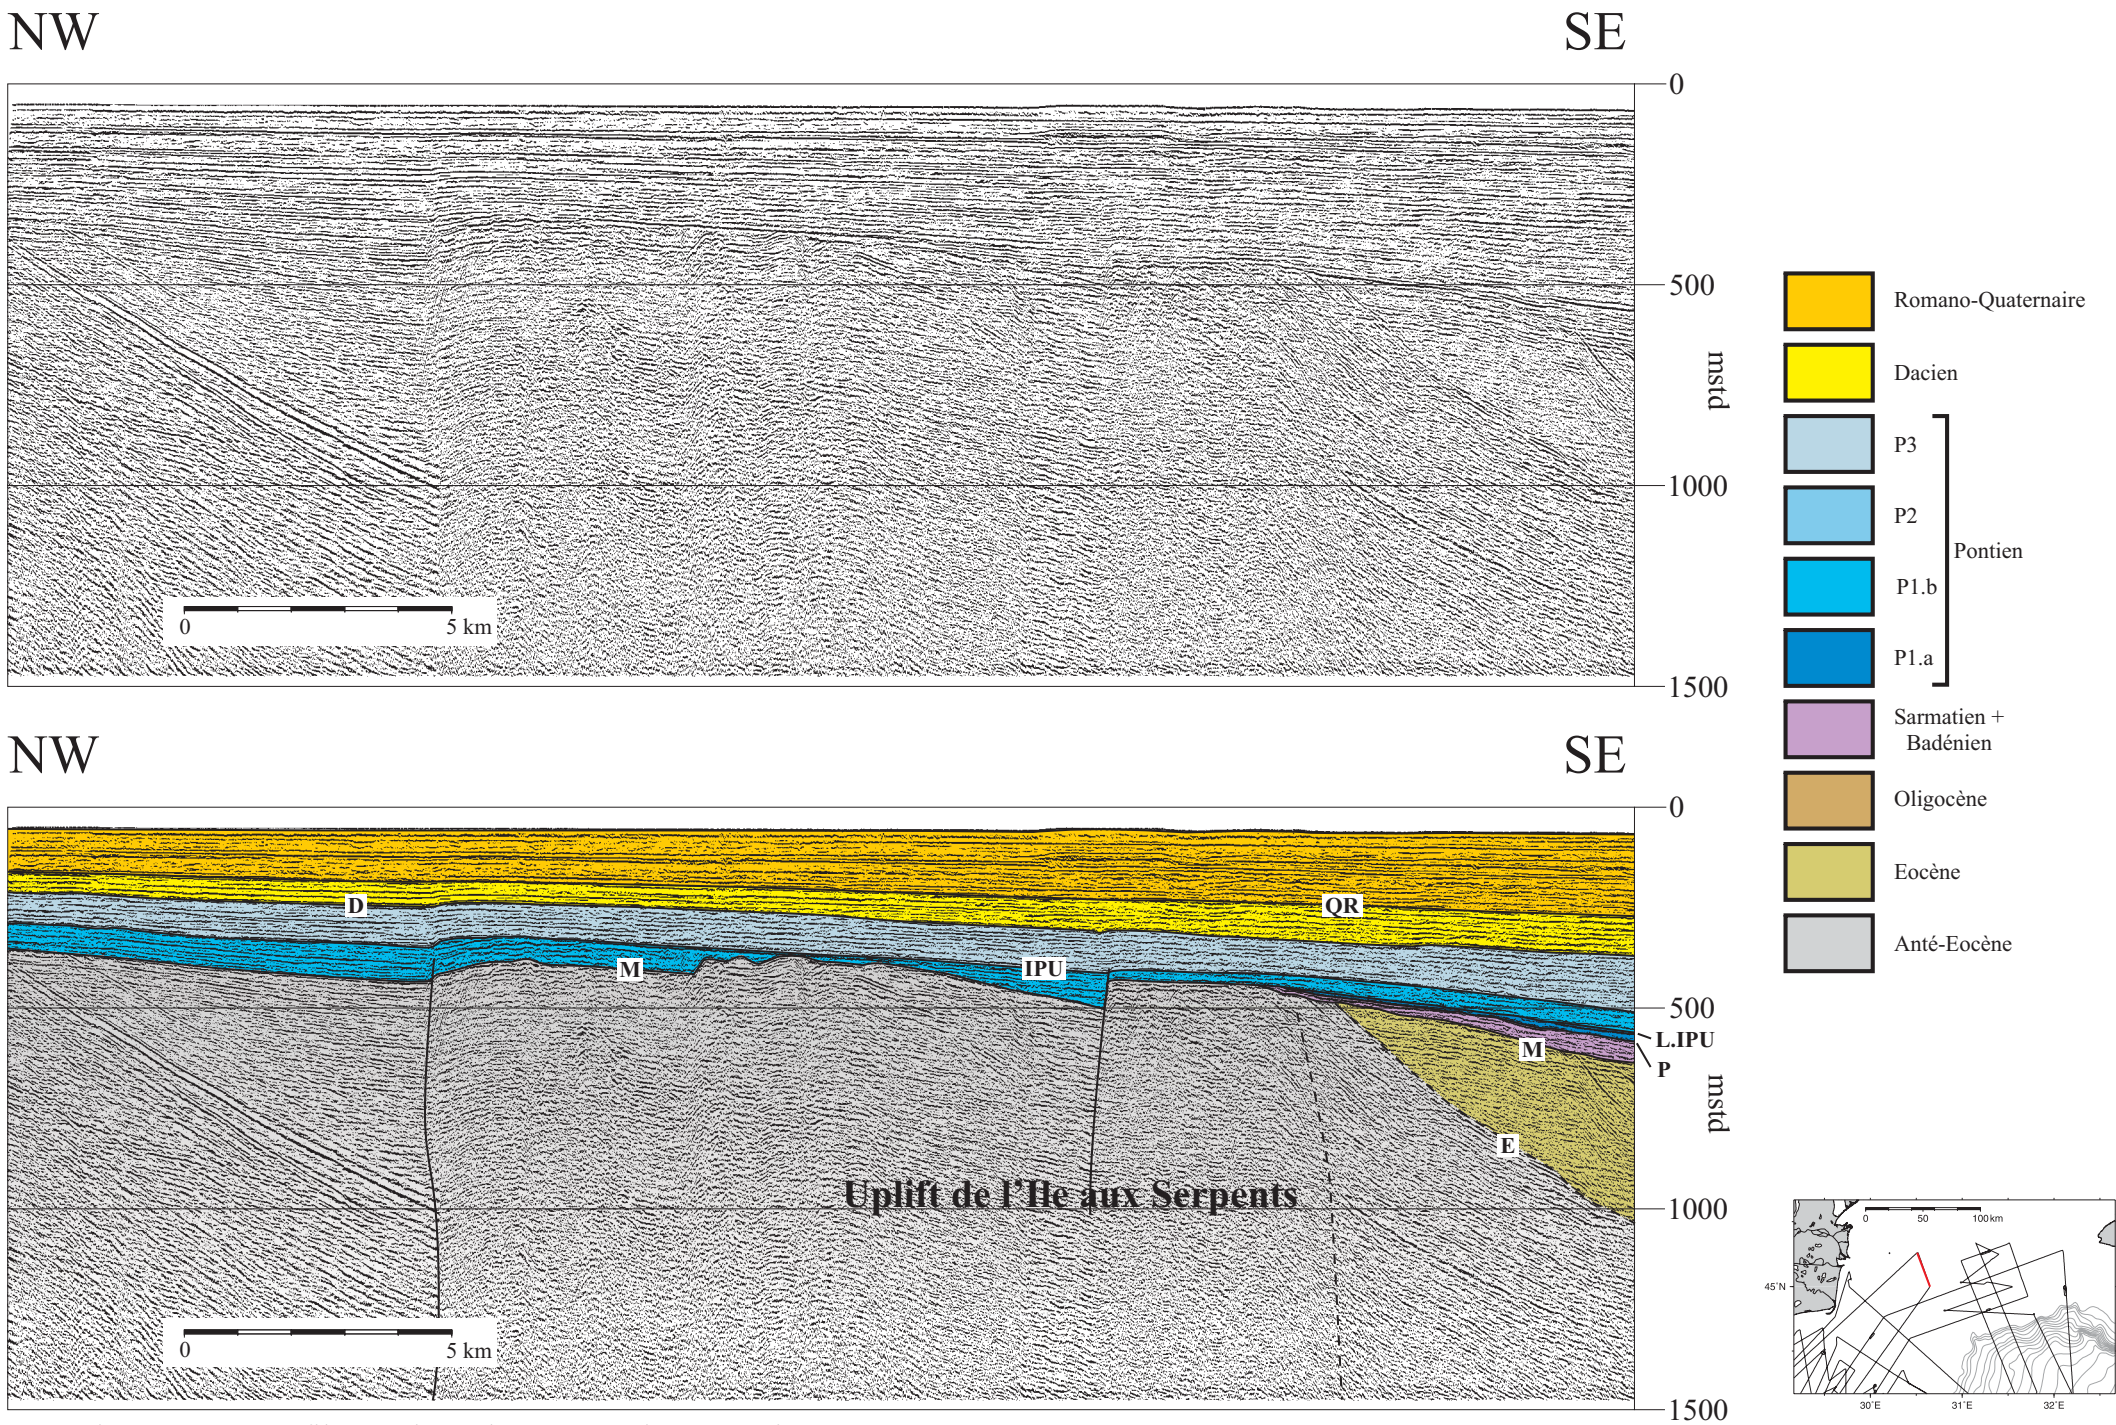 NW
SE
0
500
mstd
1000
1500
0
5 km
NW
SE
0
D
QR
M
IPU
500
L.IPU
M
P
mstd
E
Uplift de l'Ile aux Serpents
1000
0
5 km
1500
Romano-Quaternaire
Dacien
P3
P2
Pontien
P1.b
P1.a
Sarmatien +
Badénien
Oligocène
Eocène
Anté-Eocène
0
50
100 km
45°N
30°E
31°E
32°E